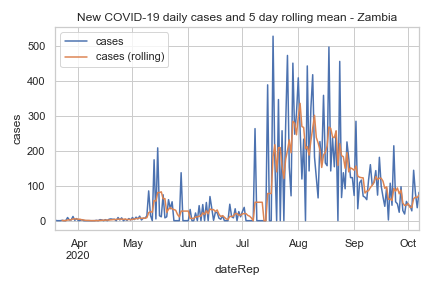 New COVID-19 daily cases and 5 day rolling mean - Zambia
cases
cases (rolling)
500
400
300
200
100
0
cases
Apr
2020
May
Jun
Jul
Aug
Sep
Oct
dateRep